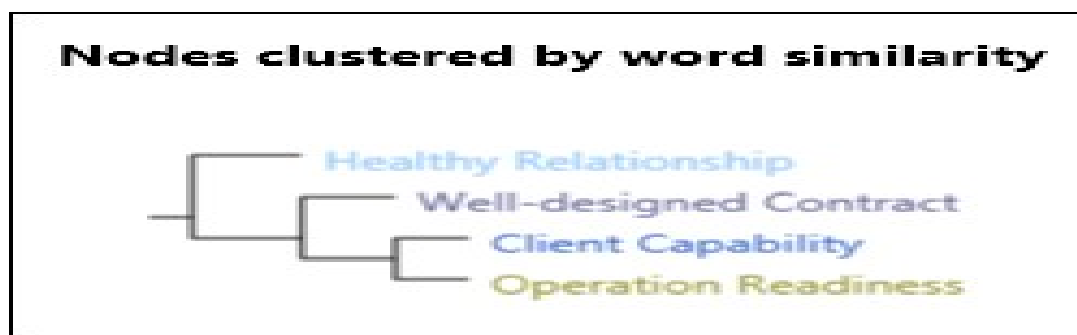 Nodes clustered by word similarity
Healthy Relationship
Well-designed Contract
Client Capability
Operation Readiness